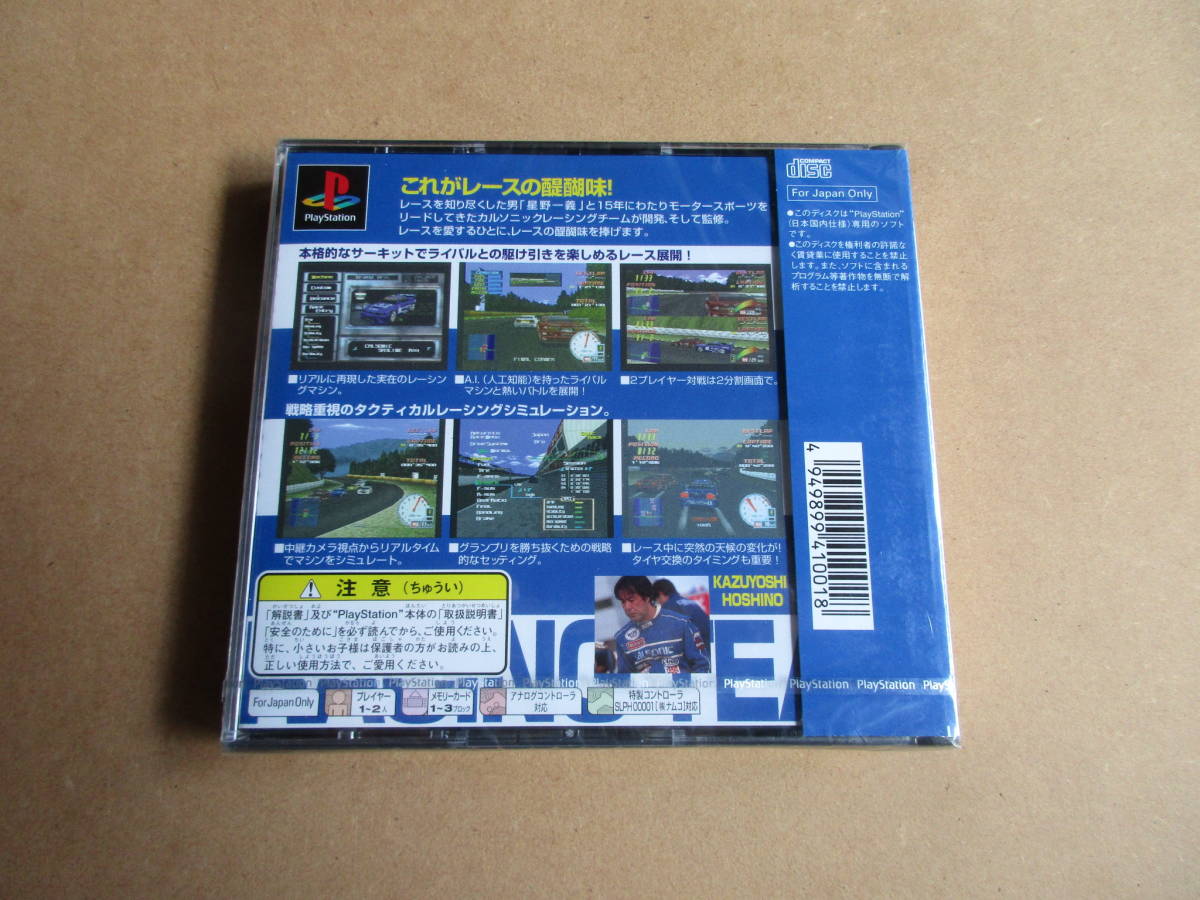 PlayStation
これがレースの醍醐味!
レースを知り尽くした男「星野一義」と15年にわたりモータースポーツを
リードしてきたカルソニックレーシングチームが開発、そして監修。
レースを愛するひとに、レースの醍醐味を捧げます。
本格的なサーキットでライバルとの駆け引きを楽しめるレース展開!
CALSONIC
TOTAL
FINAL CORNER
■リアルに再現した実在のレーシン
グマシン。
■A.I.(人工知能)を持ったライバル
マシンと熱いバトルを展開!
■2プレイヤー対戦は2分割画面で。
戦略重視のタクティカルレーシングシミュレーション。
POSITION
TOTAL
POSITION
RECORD
TOTAL
■中継カメラ視点からリアルタイム
でマシンをシミュレート。
■グランプリを勝ち抜くための戦略
的なセッティング。
■レース中に突然の天候の変化が!
タイヤ交換のタイミングも重要!
注意(ちゅうい)
「解説書」及び“PlayStation”本体の「取扱説明書」
「安全のために」を必ず読んでから、ご使用ください。
特に、小さいお子様は保護者の方がお読みの上、
正しい使用方法で、ご愛用ください。
KAZUYOSHI
HOSHINO
PlayStation PlayStation PlayStation PlayStation
For Japan Only
プレイヤー
1~2人
メモリーカード
1~3ブロック
アナログコントローラ
対応
特製コントローラ
SLPH 00001[㈱ナムコ]対応
COMPACT
disc
For Japan Only
●このディスクは“PlayStation”
(日本国内仕様)専用のソフト
です。
●このディスクを権利者の許諾な
く賃貸業に使用することを禁止
します。また、ソフトに含まれる
プログラム等著作物を無断で解
析することを禁止します。
4 949899 410018